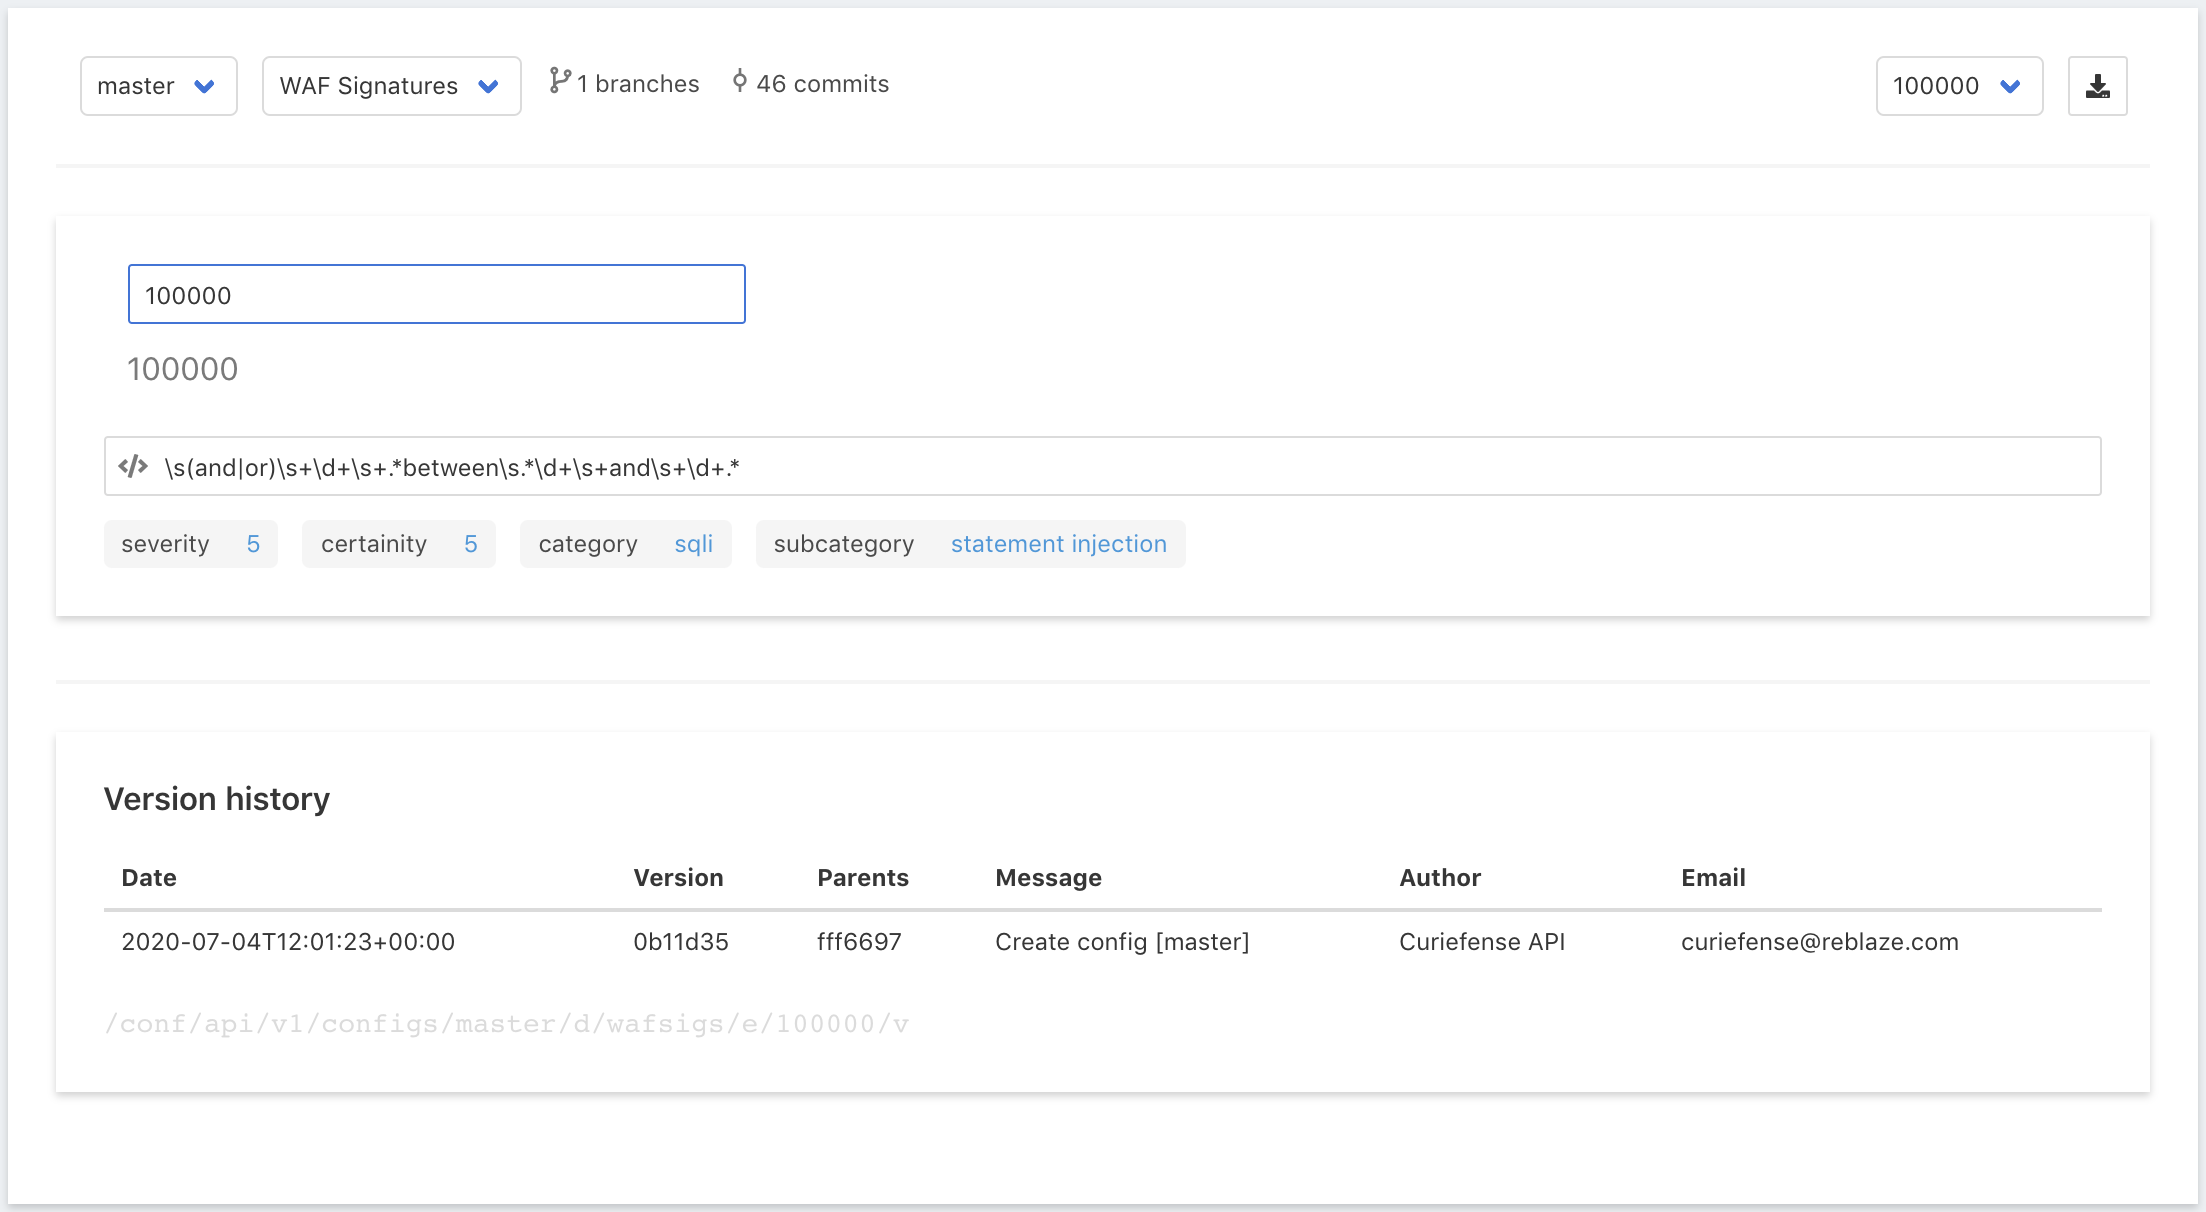 master WAF Signatures 1 branches 46 commits 100000
100000
100000
\s(and|or)\s+\d+\s+.*between\s.*\d+\s+and\s+\d+.*
severity 5 certainity 5 category sqli subcategory statement injection
Version history
Date Version Parents Message Author Email
2020-07-04T12:01:23+00:00 0b11d35 fff6697 Create config [master] Curiefense API curiefense@reblaze.com
/conf/api/v1/configs/master/d/wafsigs/e/100000/v